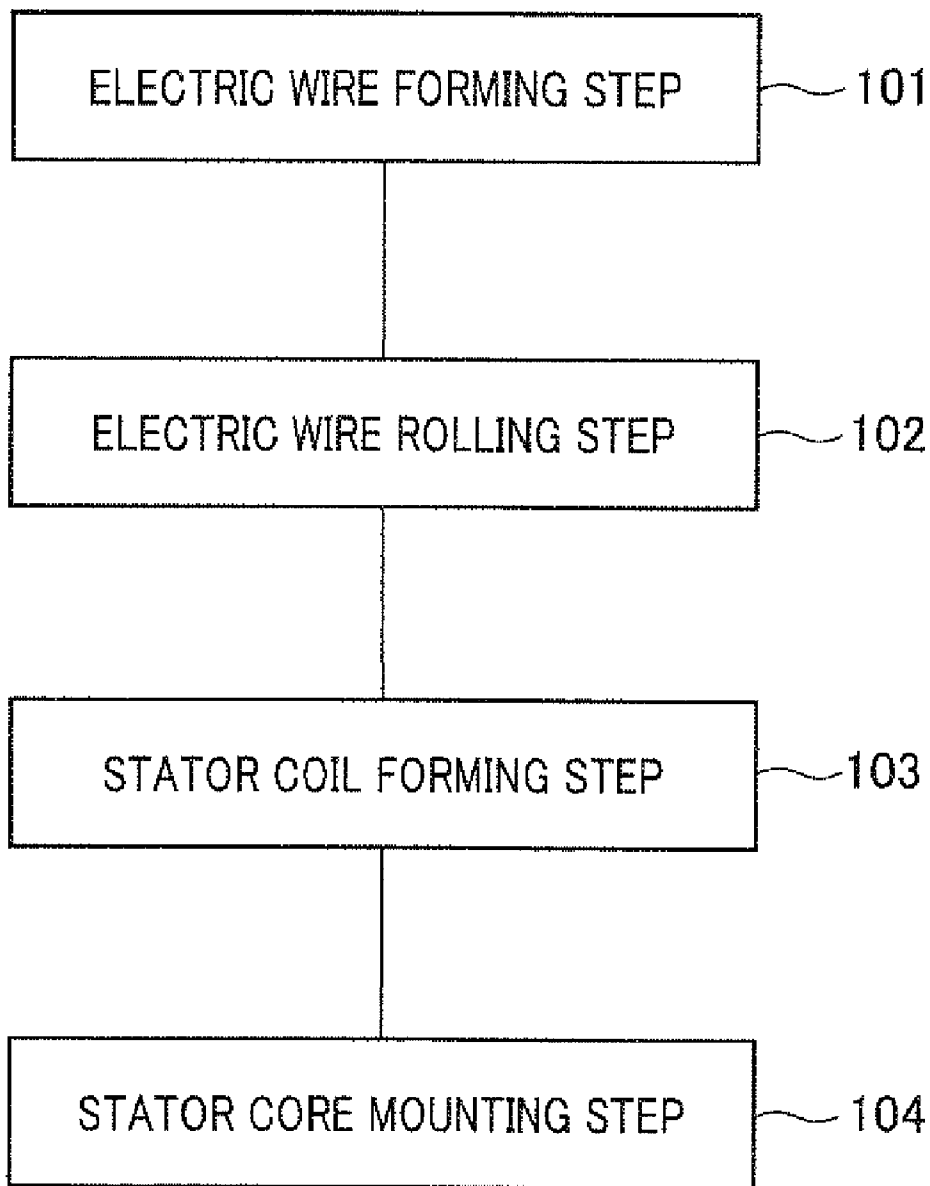 ELECTRIC WIRE FORMING STEP 101
ELECTRIC WIRE ROLLING STEP 102
STATOR COIL FORMING STEP 103
STATOR CORE MOUNTING STEP 104